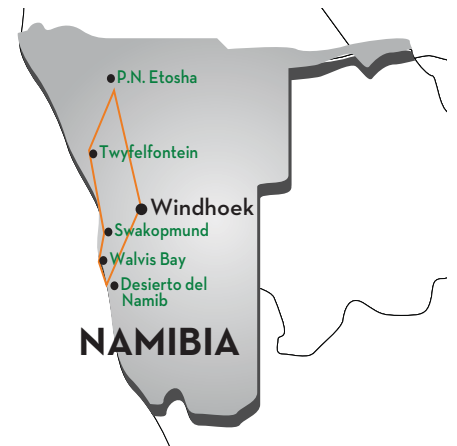 P.N. Etosha
Twyfelfontein
Windhoek
Swakopmund
Walvis Bay
Desierto del
Namib
NAMIBIA